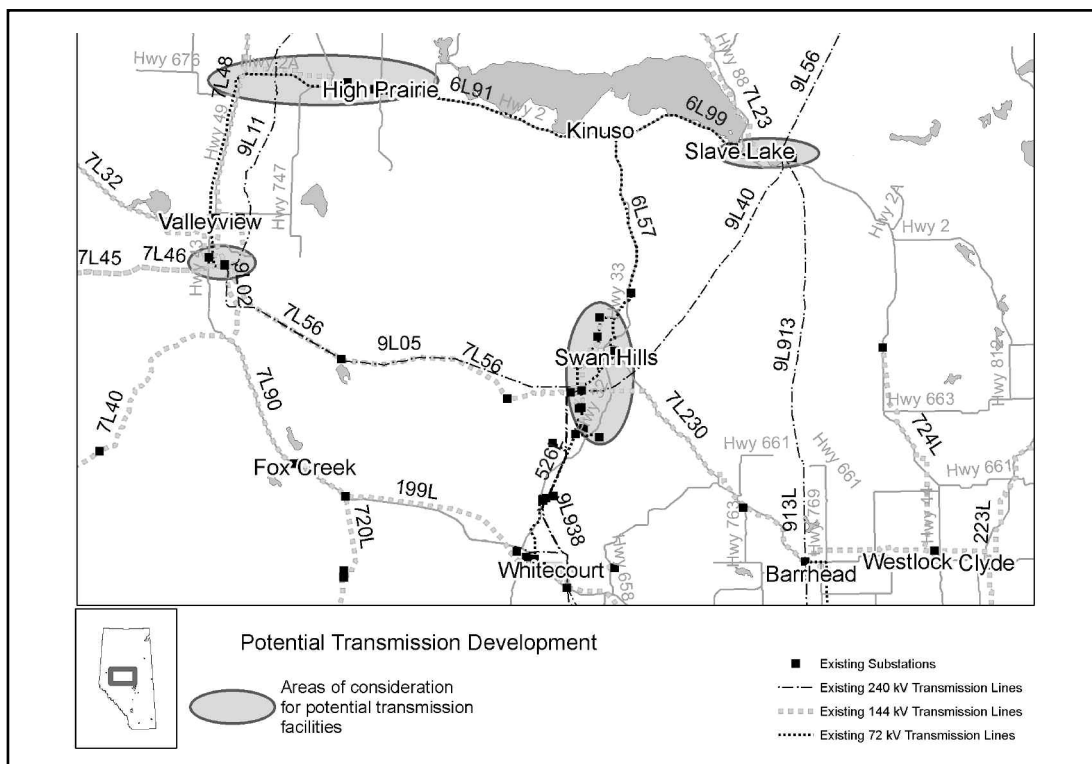 Hwy 676
Hwy 2A
7L48
High Prairie
6L91
Hwy 2
Hwy 88
7L23
9L56
6L99
Kinuso
Slave Lake
Hwy 49
9L11
Hwy 747
7L32
Valleyview
6L57
9L40
Hwy 2A
Hwy 2
7L45
7L46
9L02
Hwy 33
7L56
9L05
7L56
Swan Hills
9L913
Hwy 812
7L40
7L90
7L230
Hwy 663
724L
Fox Creek
199L
526L
Hwy 661
Hwy 661
Hwy 661
720L
9L938
Hwy 763
913L
Hwy 769
Hwy 44
223L
Whitecourt
Hwy 658
Barrhead
Westlock
Clyde
Potential Transmission Development
Areas of consideration
for potential transmission
facilities
Existing Substations
Existing 240 kV Transmission Lines
Existing 144 kV Transmission Lines
Existing 72 kV Transmission Lines